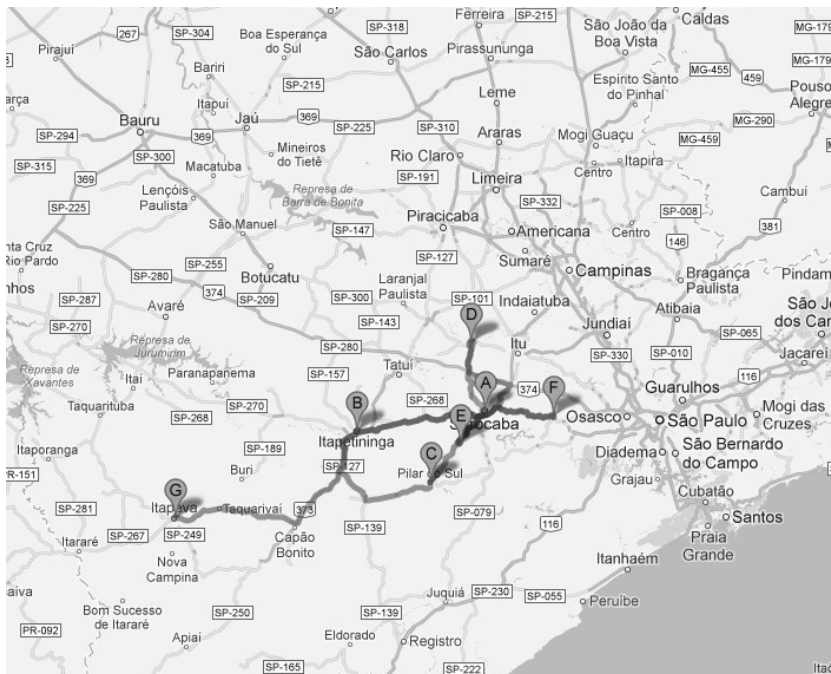 Ferreira
SP-215
Caldas
MG-179
267
SP-304
SP-318
São João da
Boa Vista
Pirajuí
Boa Esperança
do Sul
São Carlos
Pirassununga
Bariri
MG-455
459
MG-179
SP-215
Espírito Santo
do Pinhal
Pouso
Alegre
Leme
Itapuí
Jaú
369
MG-290
Bauru
SP-225
SP-310
Araras
Mogi Guaçu
SP-294
369
MG-459
SP-300
Mineiros
do Tietê
Rio Claro
Centro
Itapira
SP-315
Macatuba
369
SP-191
Limeira
Represa de
Barra de Bonita
Cambuí
Lençóis
Paulista
SP-332
SP-225
Piracicaba
SP-008
São Manuel
SP-147
Americana
Centro
381
Sumaré
146
Rio Pardo
SP-255
SP-127
SP-280
Botucatu
Campinas
Laranjal
Paulista
Bragança
Paulista
374
SP-209
SP-300
SP-101
Indaiatuba
SP-287
Avaré
SP-143
D
Atibaia
SP-270
Jundiaí
SP-065
Represa de
Jurumirim
SP-280
Itu
SP-330
SP-010
Jacareí
Represa de
Xavantes
Tatuí
Paranapanema
SP-157
Itaí
A
374
F
116
Guarulhos
Taquarituba
SP-270
B
SP-268
SP-268
E
Osasco
São Paulo
Mogi das
Cruzes
Itapetininga
Sorocaba
Itaporanga
SP-189
C
Diadema
São Bernardo
do Campo
PR-151
Buri
SP-127
Pilar do Sul
Grajau
G
Cubatão
SP-281
Itapeva
Taquarivaí
373
SP-079
Santos
SP-267
SP-249
Capão
Bonito
SP-139
116
Praia
Grande
Itararé
Nova
Campina
Itanhaém
Bom Sucesso
de Itararé
Juquiá
SP-230
SP-055
Peruíbe
SP-250
SP-139
PR-092
Apiaí
Eldorado
Registro
SP-165
SP-222